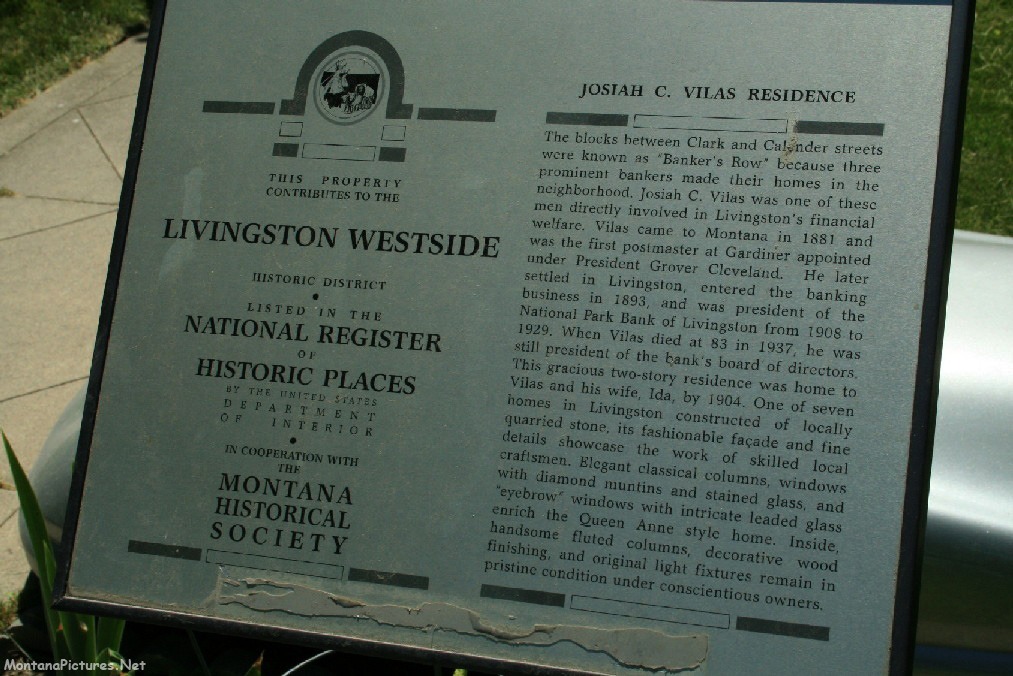 THIS PROPERTY
CONTRIBUTES TO THE
LIVINGSTON WESTSIDE
HISTORIC DISTRICT
LISTED IN THE
NATIONAL REGISTER
OF
HISTORIC PLACES
BY THE UNITED STATES
DEPARTMENT
OF INTERIOR
IN COOPERATION WITH
THE
MONTANA
HISTORICAL
SOCIETY
JOSIAH C. VILAS RESIDENCE
The blocks between Clark and Calender streets
were known as "Banker's Row" because three
prominent bankers made their homes in the
neighborhood. Josiah C. Vilas was one of these
men directly involved in Livingston's financial
welfare. Vilas came to Montana in 1881 and
was the first postmaster at Gardiner appointed
under President Grover Cleveland. He later
settled in Livingston, entered the banking
business in 1893, and was president of the
National Park Bank of Livingston from 1908 to
1929. When Vilas died at 83 in 1937, he was
still president of the bank's board of directors.
This gracious two-story residence was home to
Vilas and his wife, Ida, by 1904. One of seven
homes in Livingston constructed of locally
quarried stone, its fashionable façade and fine
details showcase the work of skilled local
craftsmen. Elegant classical columns, windows
with diamond muntins and stained glass, and
"eyebrow" windows with intricate leaded glass
enrich the Queen Anne style home. Inside,
handsome fluted columns, decorative wood
finishing, and original light fixtures remain in
pristine condition under conscientious owners.
MontanaPictures.Net